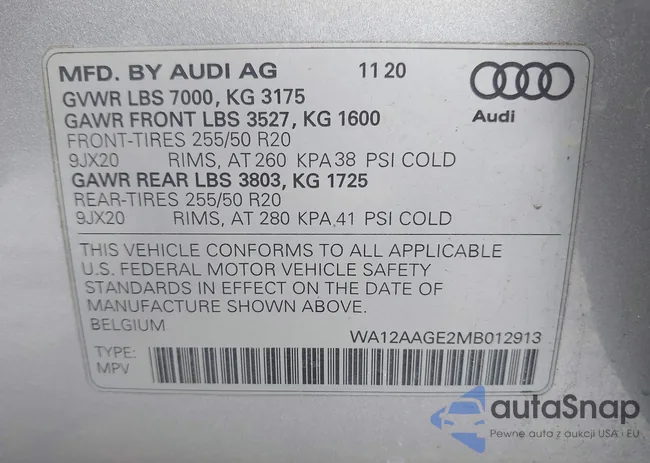 MFD. BY AUDI AG 11 20
GVWR LBS 7000, KG 3175
GAWR FRONT LBS 3527, KG 1600
FRONT-TIRES 255/50 R20
9JX20 RIMS, AT 260 KPA 38 PSI COLD
GAWR REAR LBS 3803, KG 1725
REAR-TIRES 255/50 R20
9JX20 RIMS, AT 280 KPA 41 PSI COLD
Audi
THIS VEHICLE CONFORMS TO ALL APPLICABLE
U.S. FEDERAL MOTOR VEHICLE SAFETY
STANDARDS IN EFFECT ON THE DATE OF
MANUFACTURE SHOWN ABOVE.
BELGIUM WA12AAGE2MB012913
TYPE:
MPV
autaSnap
Pewne auta z aukcji USA i EU